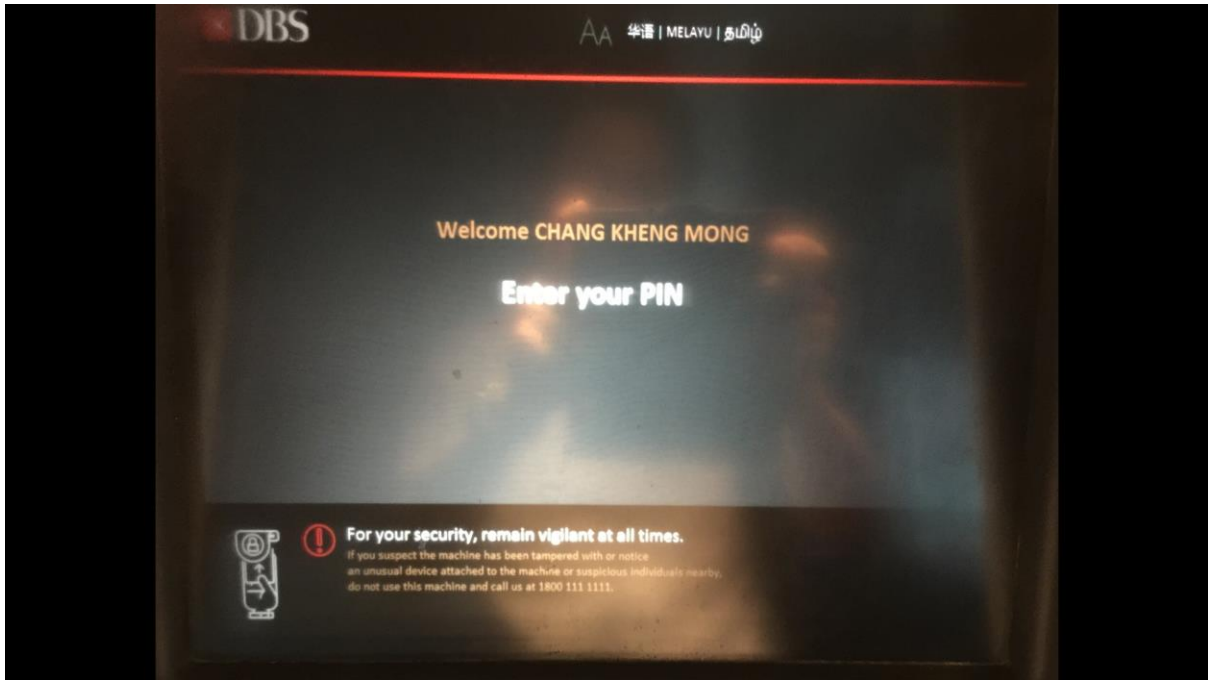 DBS
AA 华语 | MELAYU | தமிழ்
Welcome CHANG KHENG MONG
Enter your PIN
For your security, remain vigilant at all times.
If you suspect the machine has been tampered with or notice
an unusual device attached to the machine or suspicious individuals nearby,
do not use this machine and call us at 1800 111 1111.